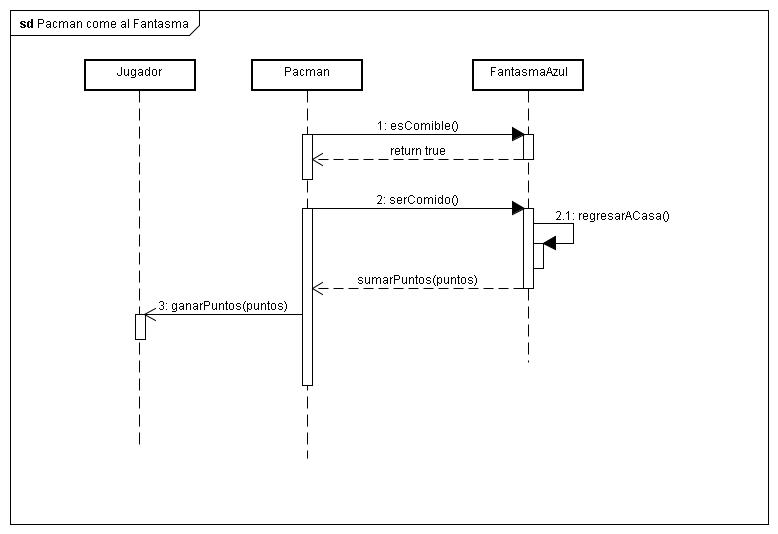 sd Pacman come al Fantasma
Jugador
Pacman
FantasmaAzul
1: esComible()
return true
2: serComido()
2.1: regresarACasa()
sumarPuntos(puntos)
3: ganarPuntos(puntos)